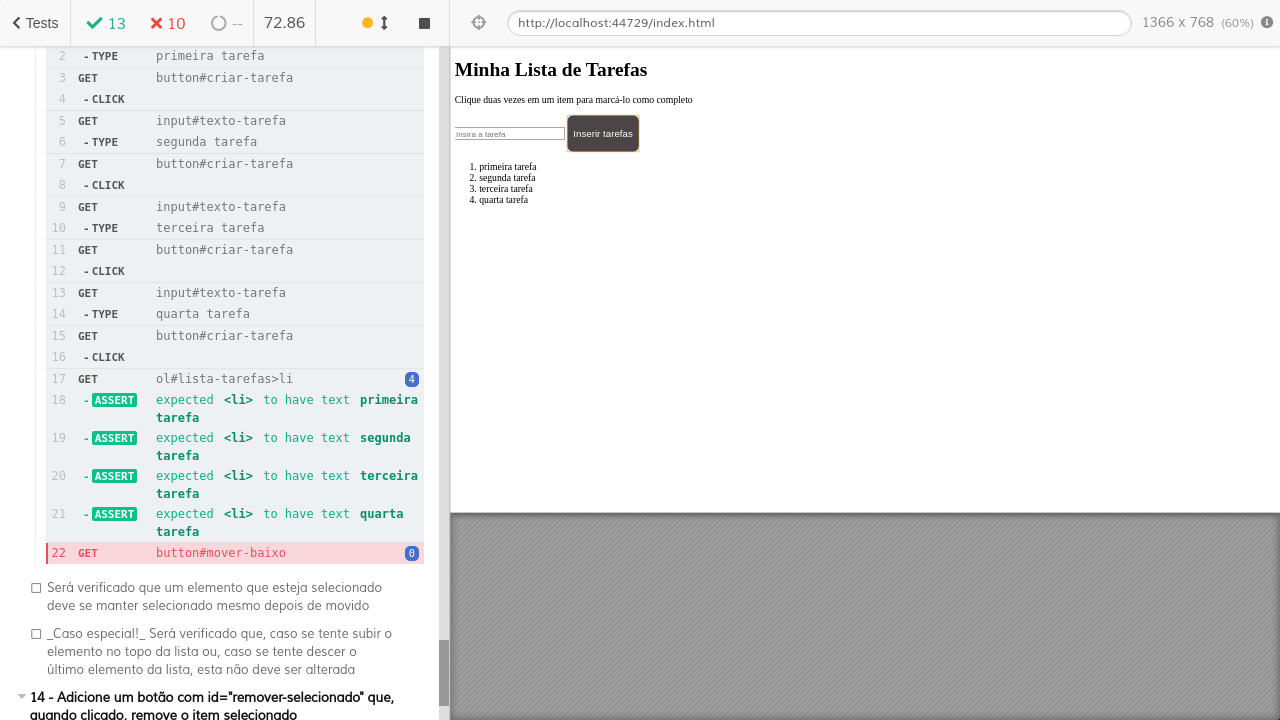 Tests 13 10 -- 72.86 http://localhost:44729/index.html 1366 x 768 (60%)
2 - TYPE primeira tarefa
3 GET button#criar-tarefa
4 - CLICK
5 GET input#texto-tarefa
6 - TYPE segunda tarefa
7 GET button#criar-tarefa
8 - CLICK
9 GET input#texto-tarefa
10 - TYPE terceira tarefa
11 GET button#criar-tarefa
12 - CLICK
13 GET input#texto-tarefa
14 - TYPE quarta tarefa
15 GET button#criar-tarefa
16 - CLICK
17 GET ol#lista-tarefas>li 4
18 - ASSERT expected <li> to have text primeira
tarefa
19 - ASSERT expected <li> to have text segunda
tarefa
20 - ASSERT expected <li> to have text terceira
tarefa
21 - ASSERT expected <li> to have text quarta
tarefa
22 GET button#mover-baixo 0
Será verificado que um elemento que esteja selecionado
deve se manter selecionado mesmo depois de movido
_Caso especial!_ Será verificado que, caso se tente subir o
elemento no topo da lista ou, caso se tente descer o
último elemento da lista, esta não deve ser alterada
14 - Adicione um botão com id="remover-selecionado" que,
quando clicado, remove o item selecionado
Minha Lista de Tarefas
Clique duas vezes em um item para marcá-lo como completo
Insira a tarefa Inserir tarefas
1. primeira tarefa
2. segunda tarefa
3. terceira tarefa
4. quarta tarefa